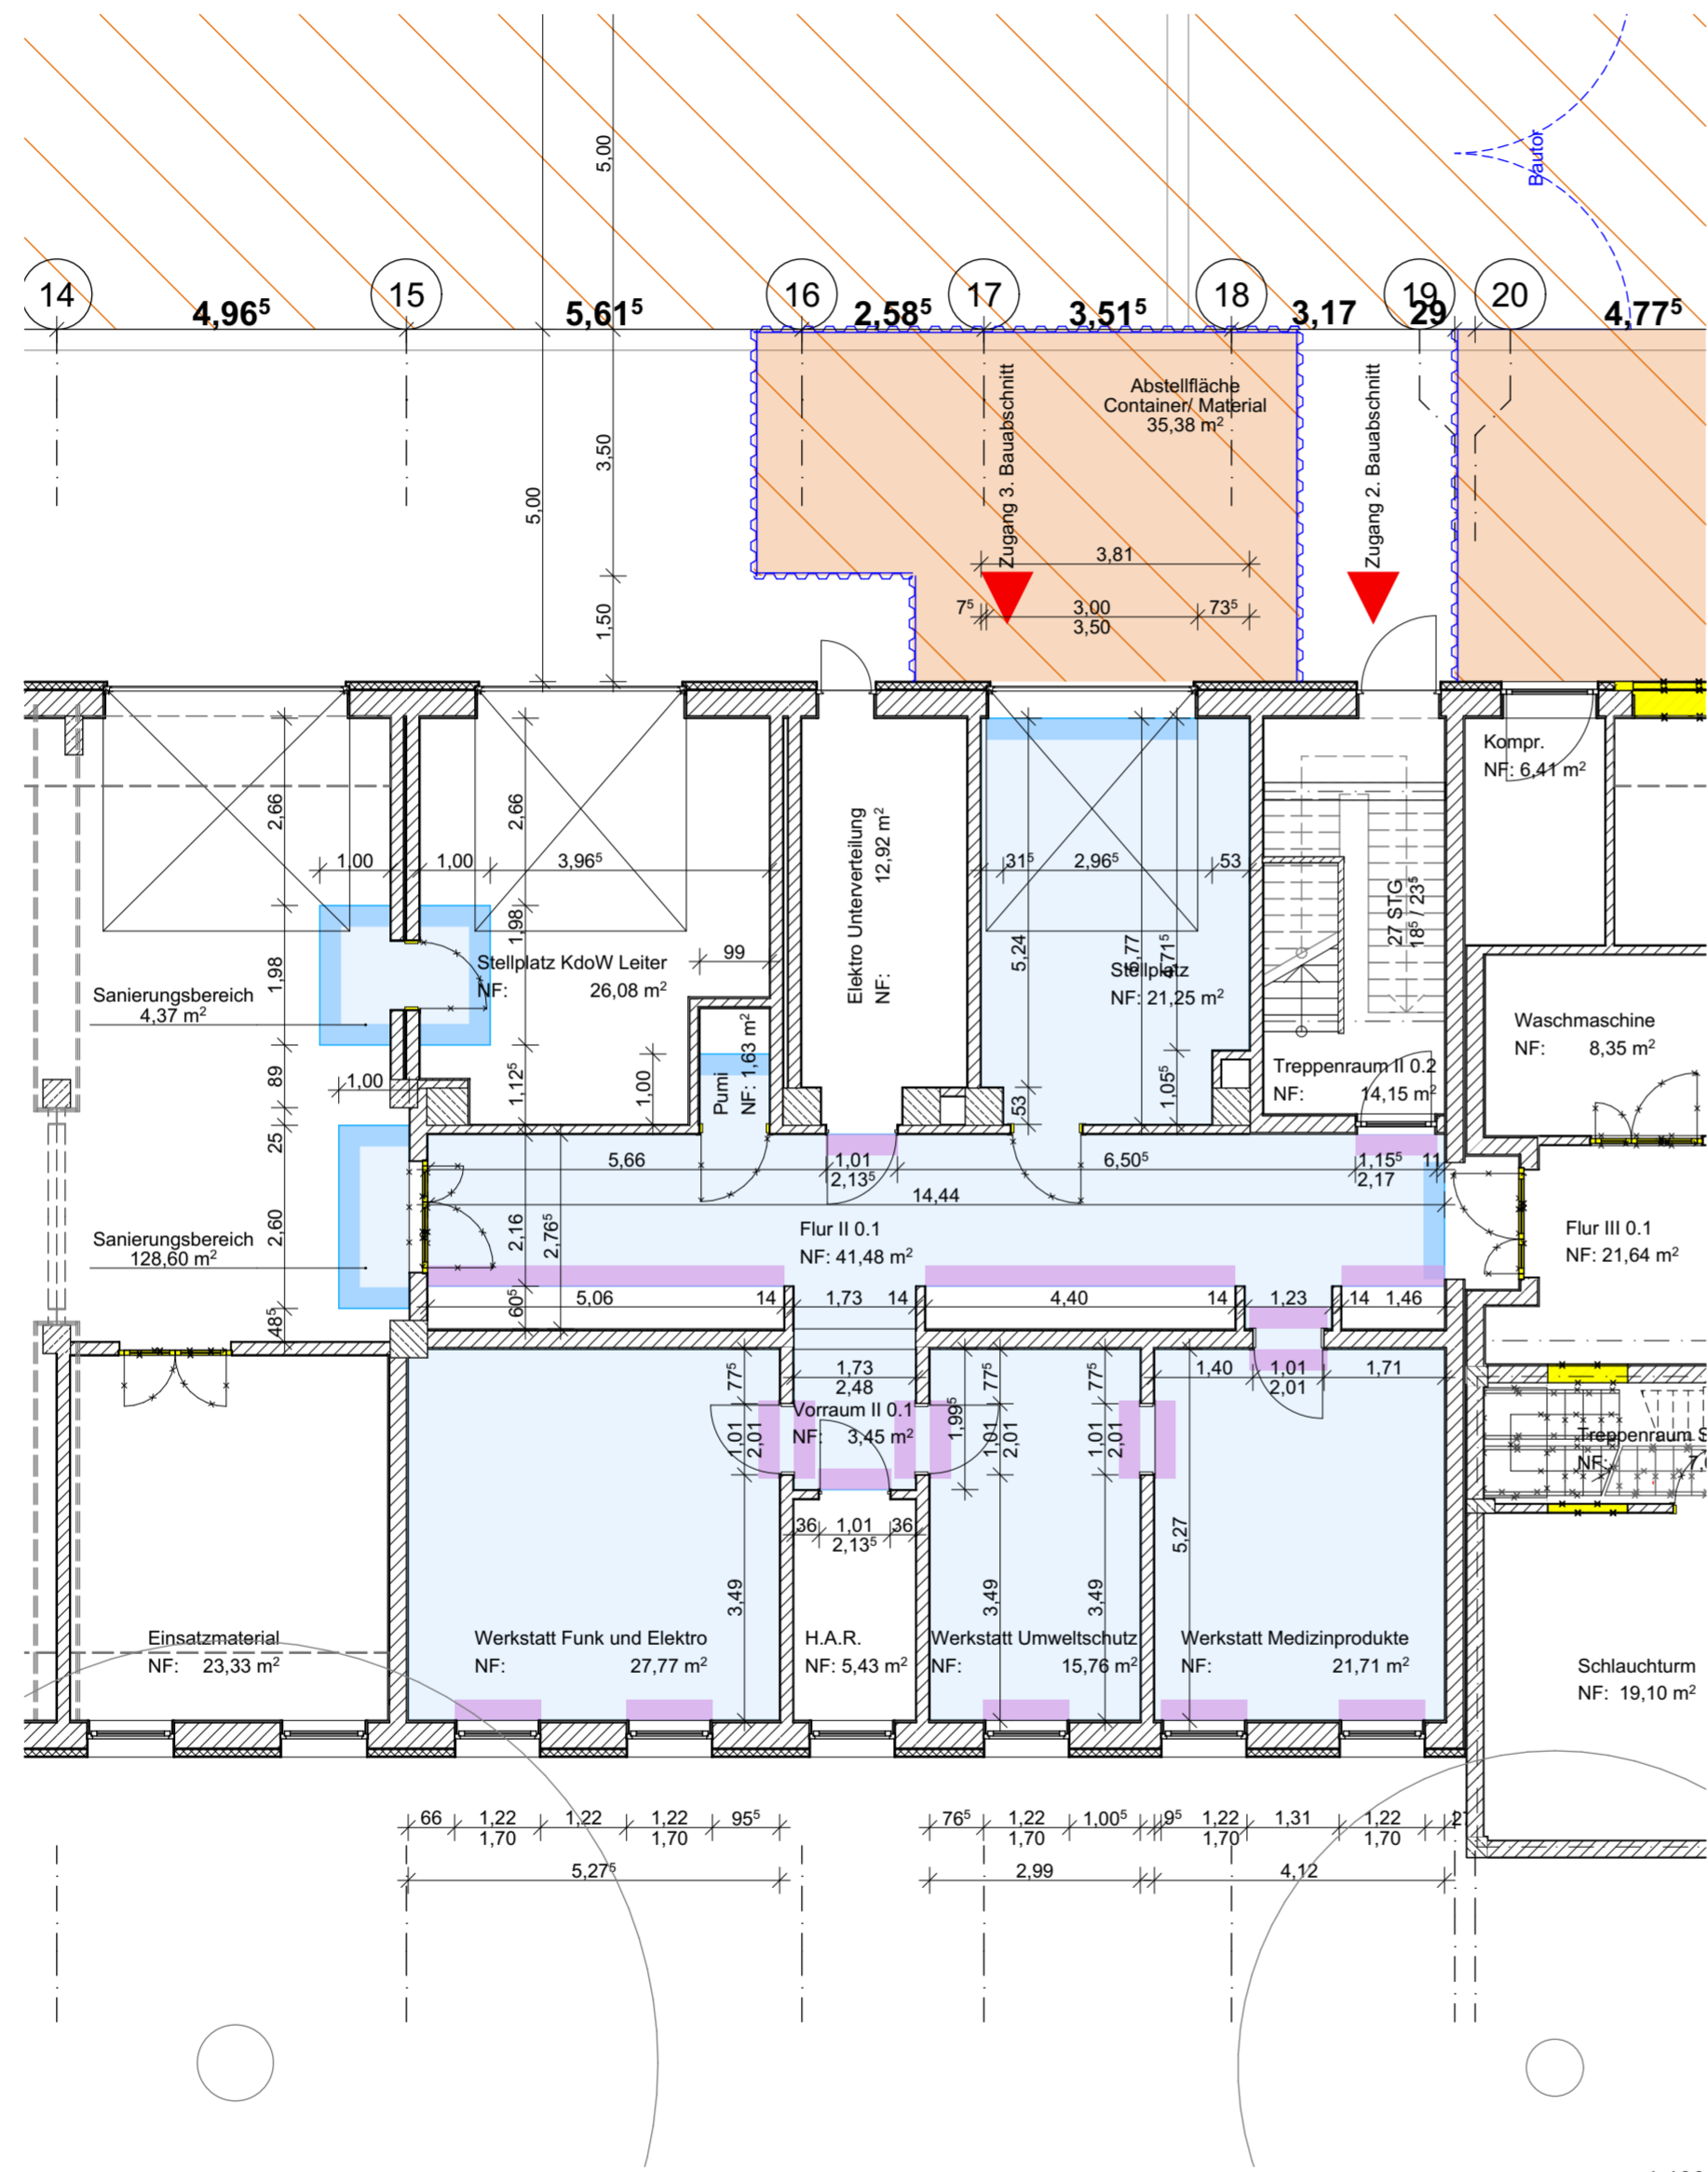 Bautor
5,00
14
15
16
17
18
19
20
4,96⁵
5,61⁵
2,58⁵
3,51⁵
3,17
29
4,77⁵
Abstellfläche
Container/ Material
35,38 m²
Zugang 3. Bauabschnitt
Zugang 2. Bauabschnitt
3,50
5,00
1,50
3,81
7⁵
3,00
3,50
73⁵
Kompr.
NF: 6,41 m²
2,66
2,66
1,00
1,00
3,96⁵
Elektro Unterverteilung
NF: 12,92 m²
31⁵
2,96⁵
53
27 STG
18⁵ / 23⁵
1,98
1,98
99
5,24
Stellplatz KdoW Leiter
NF: 26,08 m²
Stellplatz
NF: 21,25 m²
Sanierungsbereich
4,37 m²
Waschmaschine
NF: 8,35 m²
Pumi
NF: 1,63 m²
Treppenraum II 0.2
NF: 14,15 m²
89
1,00
1,12⁵
1,00
53
1,05⁵
25
5,66
1,01
2,13⁵
6,50⁵
1,15⁵
2,17
11
14,44
2,60
2,16
2,76⁵
Sanierungsbereich
128,60 m²
Flur II 0.1
NF: 41,48 m²
Flur III 0.1
NF: 21,64 m²
48⁵
60⁵
5,06
14
1,73
14
4,40
14
1,23
14
1,46
77⁵
1,73
2,48
77⁵
77⁵
1,40
1,01
2,01
1,71
Vorraum II 0.1
NF: 3,45 m²
1,99⁵
1,01
2,01
1,01
2,01
1,01
2,01
Treppenraum S
NF:
36
1,01
2,13⁵
36
5,27
3,49
3,49
3,49
Einsatzmaterial
NF: 23,33 m²
Werkstatt Funk und Elektro
NF: 27,77 m²
H.A.R.
NF: 5,43 m²
Werkstatt Umweltschutz
NF: 15,76 m²
Werkstatt Medizinprodukte
NF: 21,71 m²
Schlauchturm
NF: 19,10 m²
66
1,22
1,70
1,22
1,22
1,70
95⁵
76⁵
1,22
1,70
1,00⁵
9⁵
1,22
1,70
1,31
1,22
1,70
5,27⁵
2,99
4,12